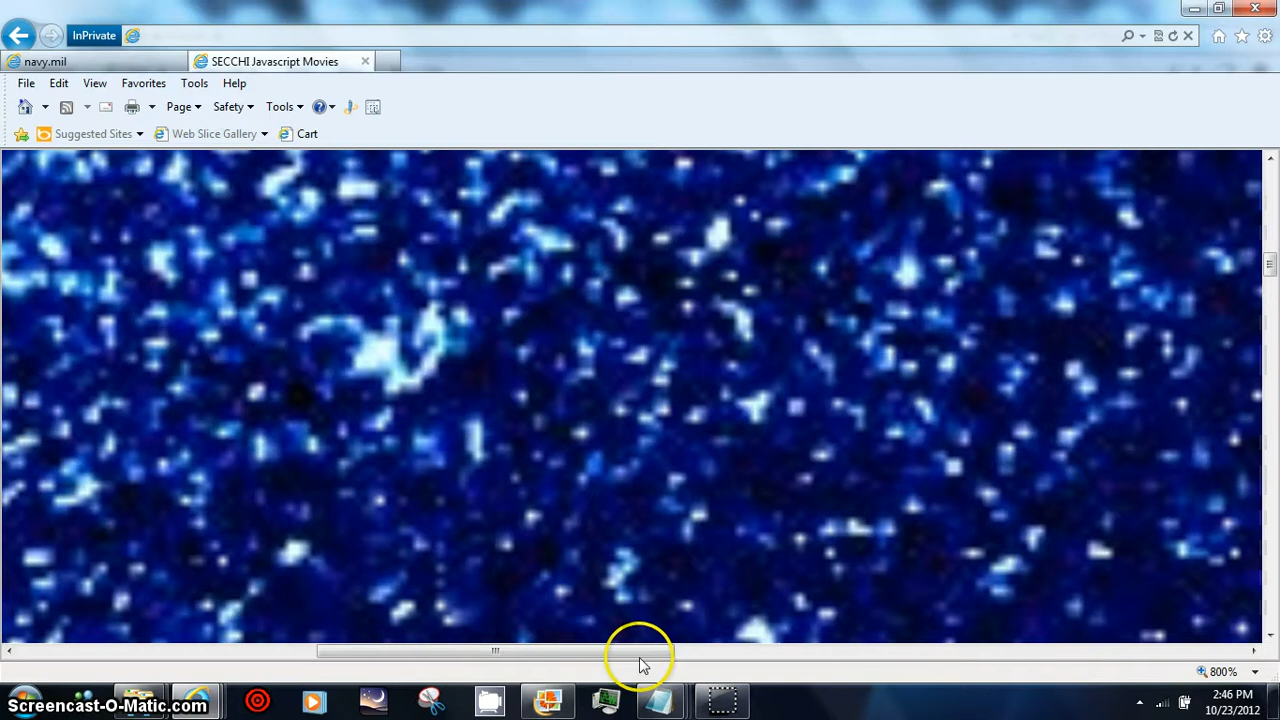 InPrivate
navy.mil
SECCHI Javascript Movies
File Edit View Favorites Tools Help
Page Safety Tools
Suggested Sites Web Slice Gallery Cart
800%
2:46 PM
10/23/2012
Screencast-O-Matic.com